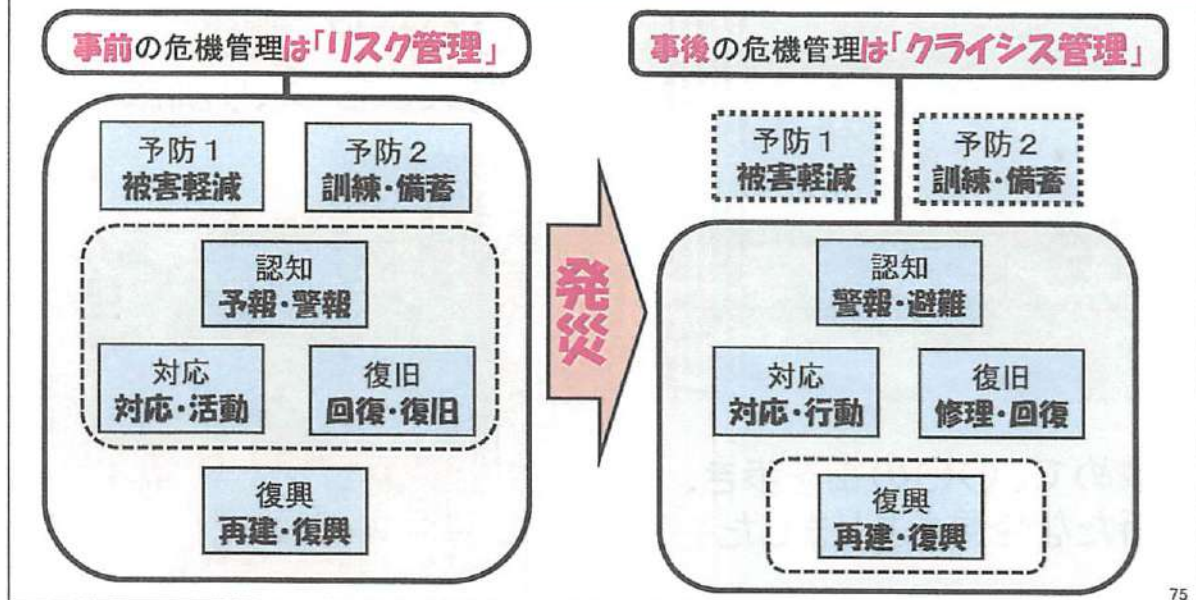 事前の危機管理は「リスク管理」
予防1
被害軽減
予防2
訓練・備蓄
認知
予報・警報
対応
対応・活動
復旧
回復・復旧
復興
再建・復興
発災
事後の危機管理は「クライシス管理」
予防1
被害軽減
予防2
訓練・備蓄
認知
警報・避難
対応
対応・行動
復旧
修理・回復
復興
再建・復興
75